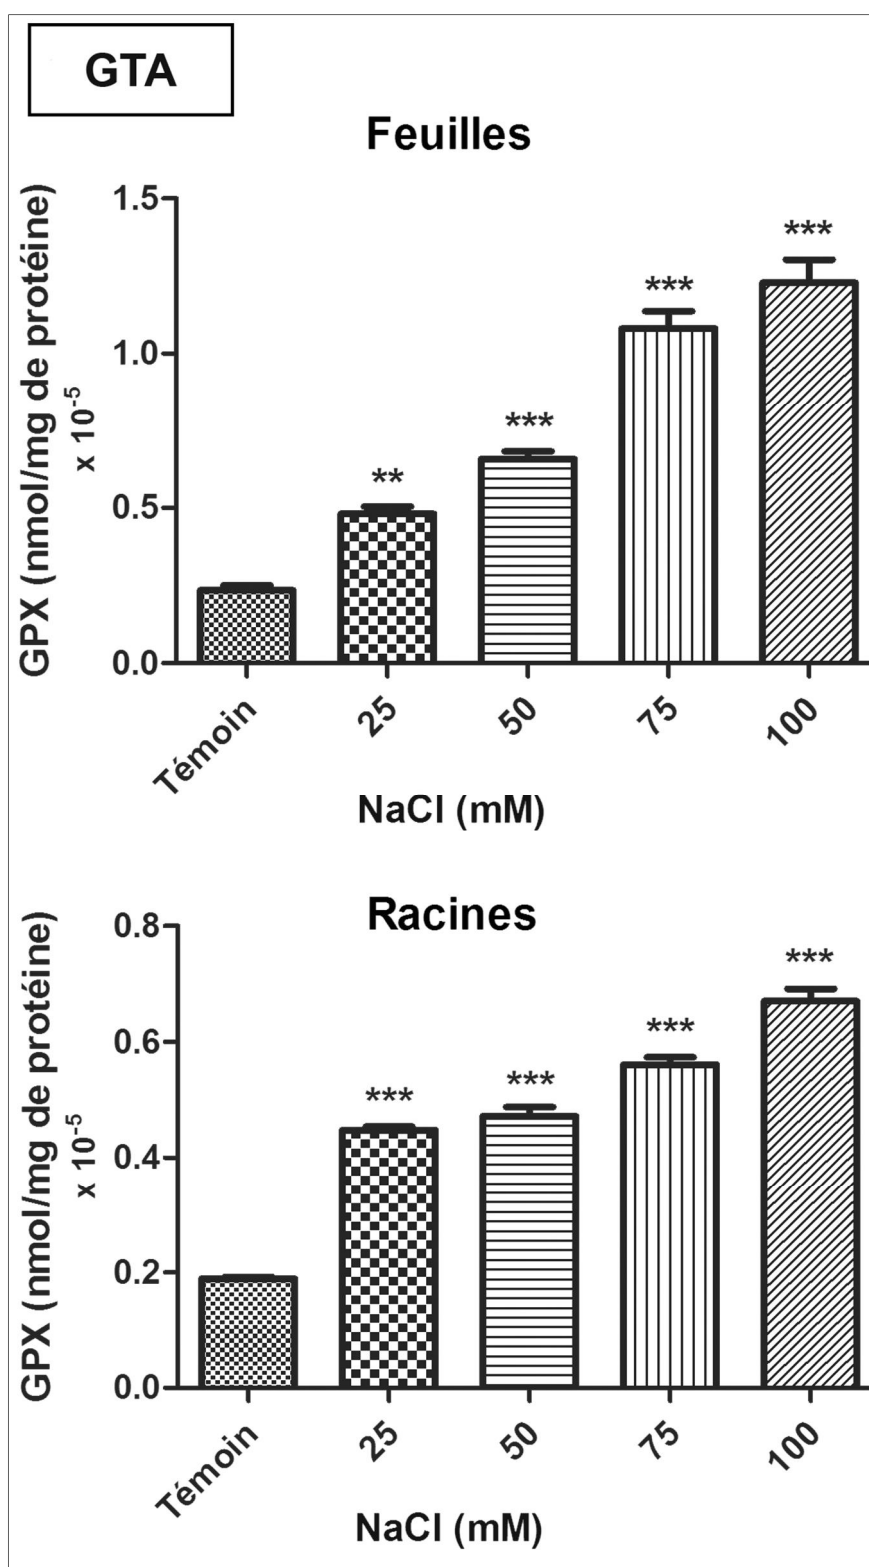 GTA
Feuilles
GPX (nmol/mg de protéine)
x 10-5
1.5
1.0
0.5
0.0
**
***
***
***
Témoin
25
50
75
100
NaCl (mM)
Racines
GPX (nmol/mg de protéine)
x 10-5
0.8
0.6
0.4
0.2
0.0
***
***
***
***
Témoin
25
50
75
100
NaCl (mM)